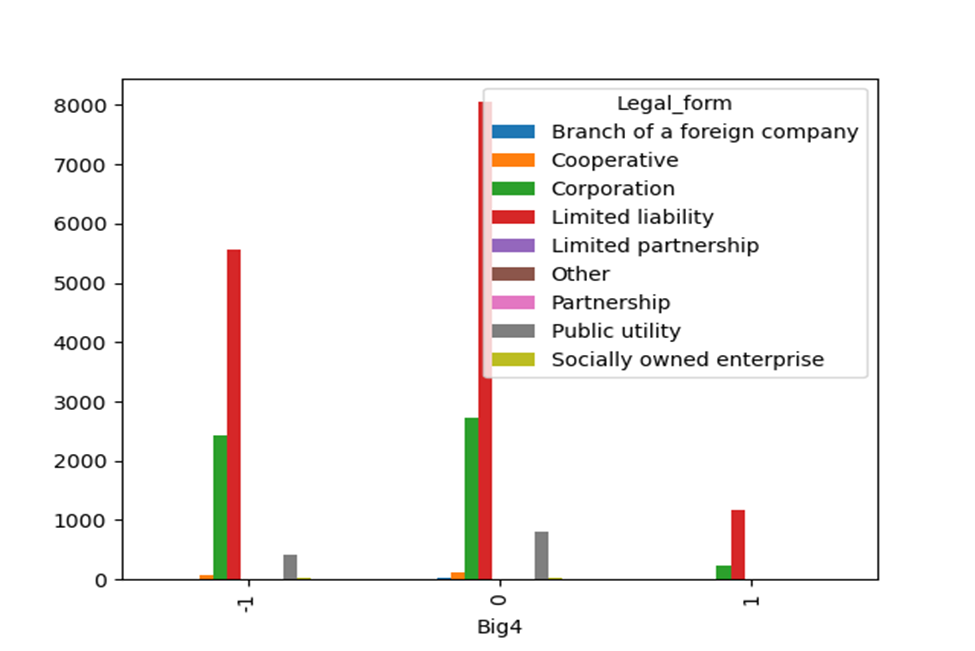 8000
7000
6000
5000
4000
3000
2000
1000
0
Legal_form
Branch of a foreign company
Cooperative
Corporation
Limited liability
Limited partnership
Other
Partnership
Public utility
Socially owned enterprise
-1
0
1
Big4